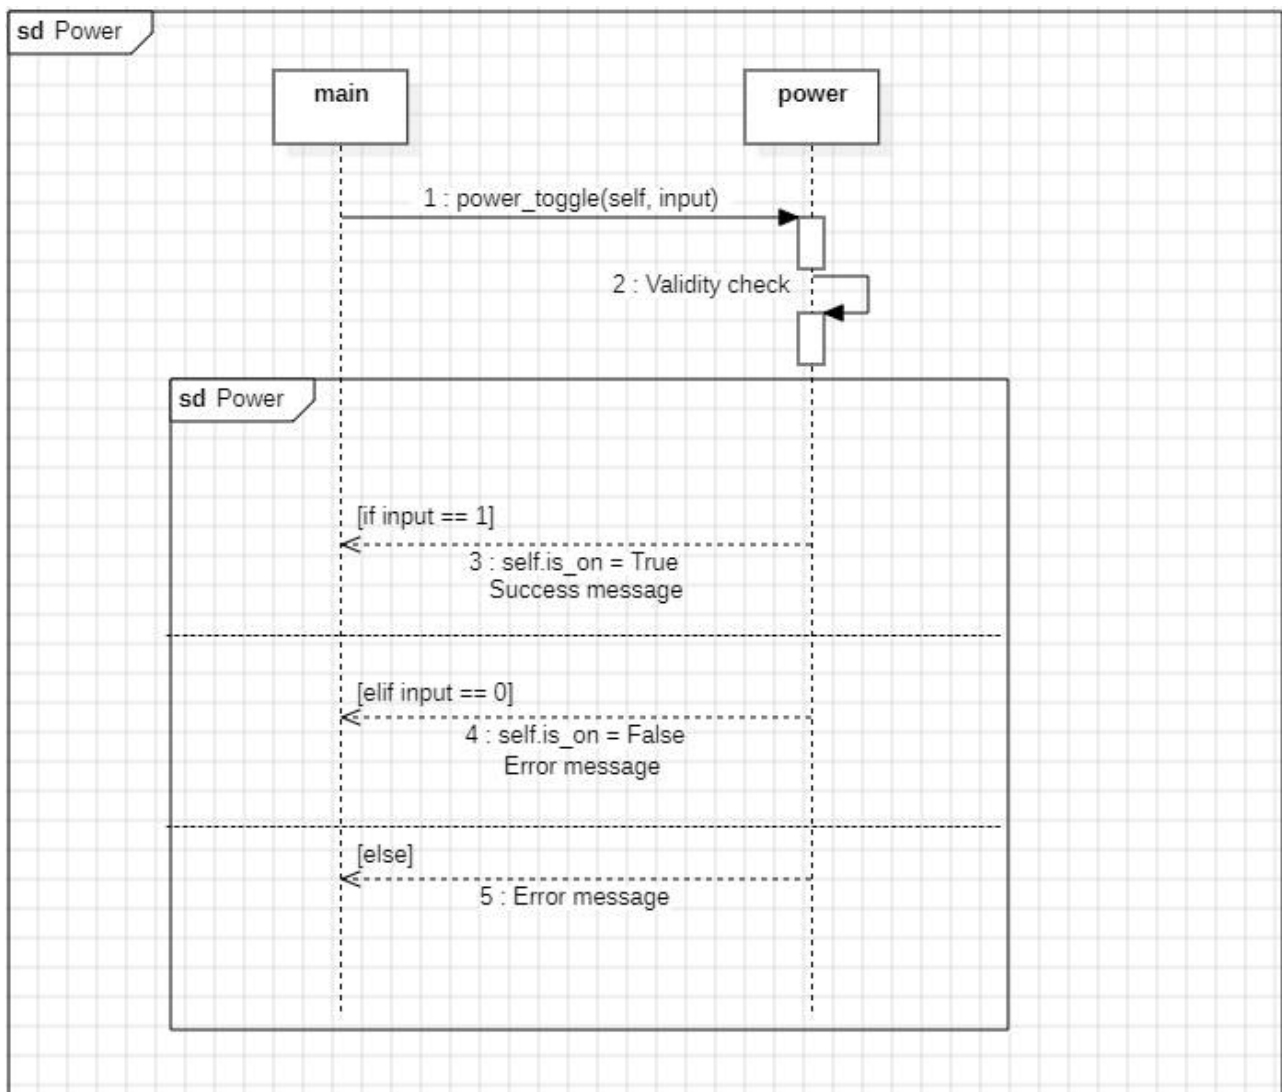 sd Power
main
power
1 : power_toggle(self, input)
2 : Validity check
sd Power
[if input == 1]
3 : self.is_on = True
Success message
[elif input == 0]
4 : self.is_on = False
Error message
[else]
5 : Error message